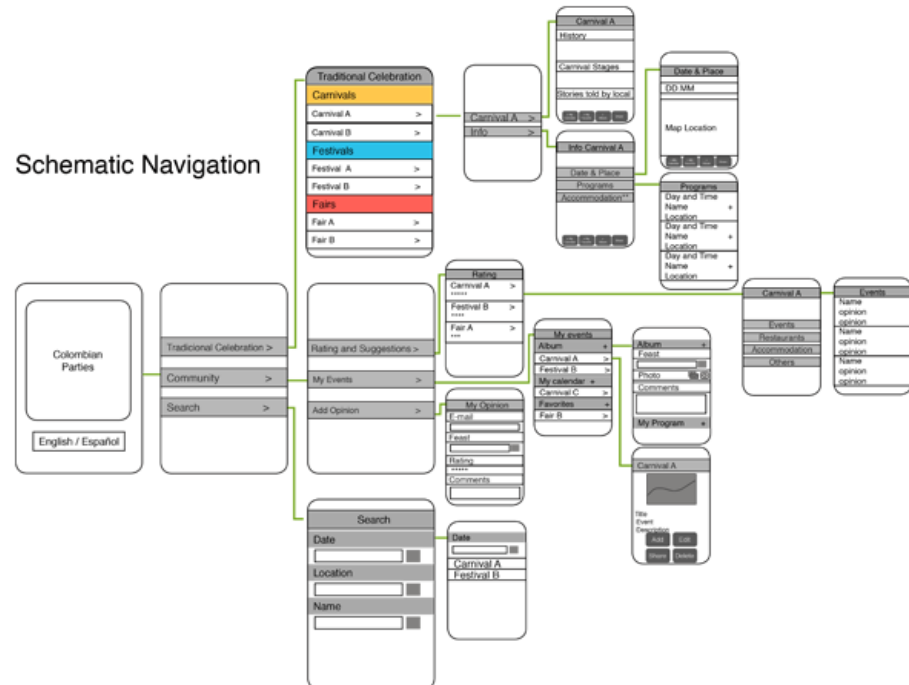 Schematic Navigation
Colombian
Parties
English / Español
Tradicional Celebration >
Community >
Search >
Traditional Celebration
Carnivals
Carnival A >
Carnival B >
Festivals
Festival A >
Festival B >
Fairs
Fair A >
Fair B >
Carnival A >
Info >
Carnival A
History
Carnival Stages
Stories told by local
Info Carnival A
Date & Place
Programs
Accommodation**
Date & Place
DD MM
Map Location
Programs
Day and Time
Name +
Location
Day and Time
Name +
Location
Day and Time
Name +
Location
Rating and Suggestions >
My Events >
Add Opinion >
Rating
Carnival A >
*****
Festival B >
****
Fair A >
***
Carnival A
Events
Restaurants
Accommodation
Others
Events
Name
opinion
opinion
Name
opinion
opinion
Name
opinion
opinion
My events
Album +
Carnival A >
Festival B >
My calendar +
Carnival C >
Favorites +
Fair B >
Album +
Feast
Photo
Comments
My Program +
Carnival A
Title
Event
Description
Add Edit
Share Delete
My Opinion
E-mail
Feast
Rating
*****
Comments
Search
Date
Location
Name
Date
Carnival A
Festival B